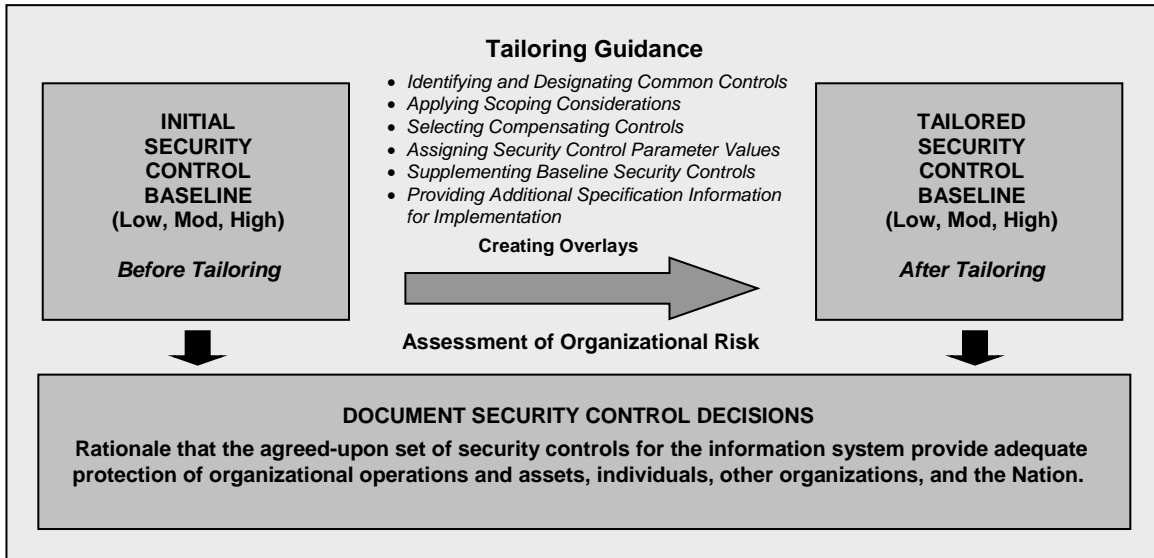 Tailoring Guidance
• Identifying and Designating Common Controls
• Applying Scoping Considerations
• Selecting Compensating Controls
• Assigning Security Control Parameter Values
• Supplementing Baseline Security Controls
• Providing Additional Specification Information
for Implementation
Creating Overlays
Assessment of Organizational Risk
INITIAL
SECURITY
CONTROL
BASELINE
(Low, Mod, High)
Before Tailoring
TAILORED
SECURITY
CONTROL
BASELINE
(Low, Mod, High)
After Tailoring
DOCUMENT SECURITY CONTROL DECISIONS
Rationale that the agreed-upon set of security controls for the information system provide adequate
protection of organizational operations and assets, individuals, other organizations, and the Nation.